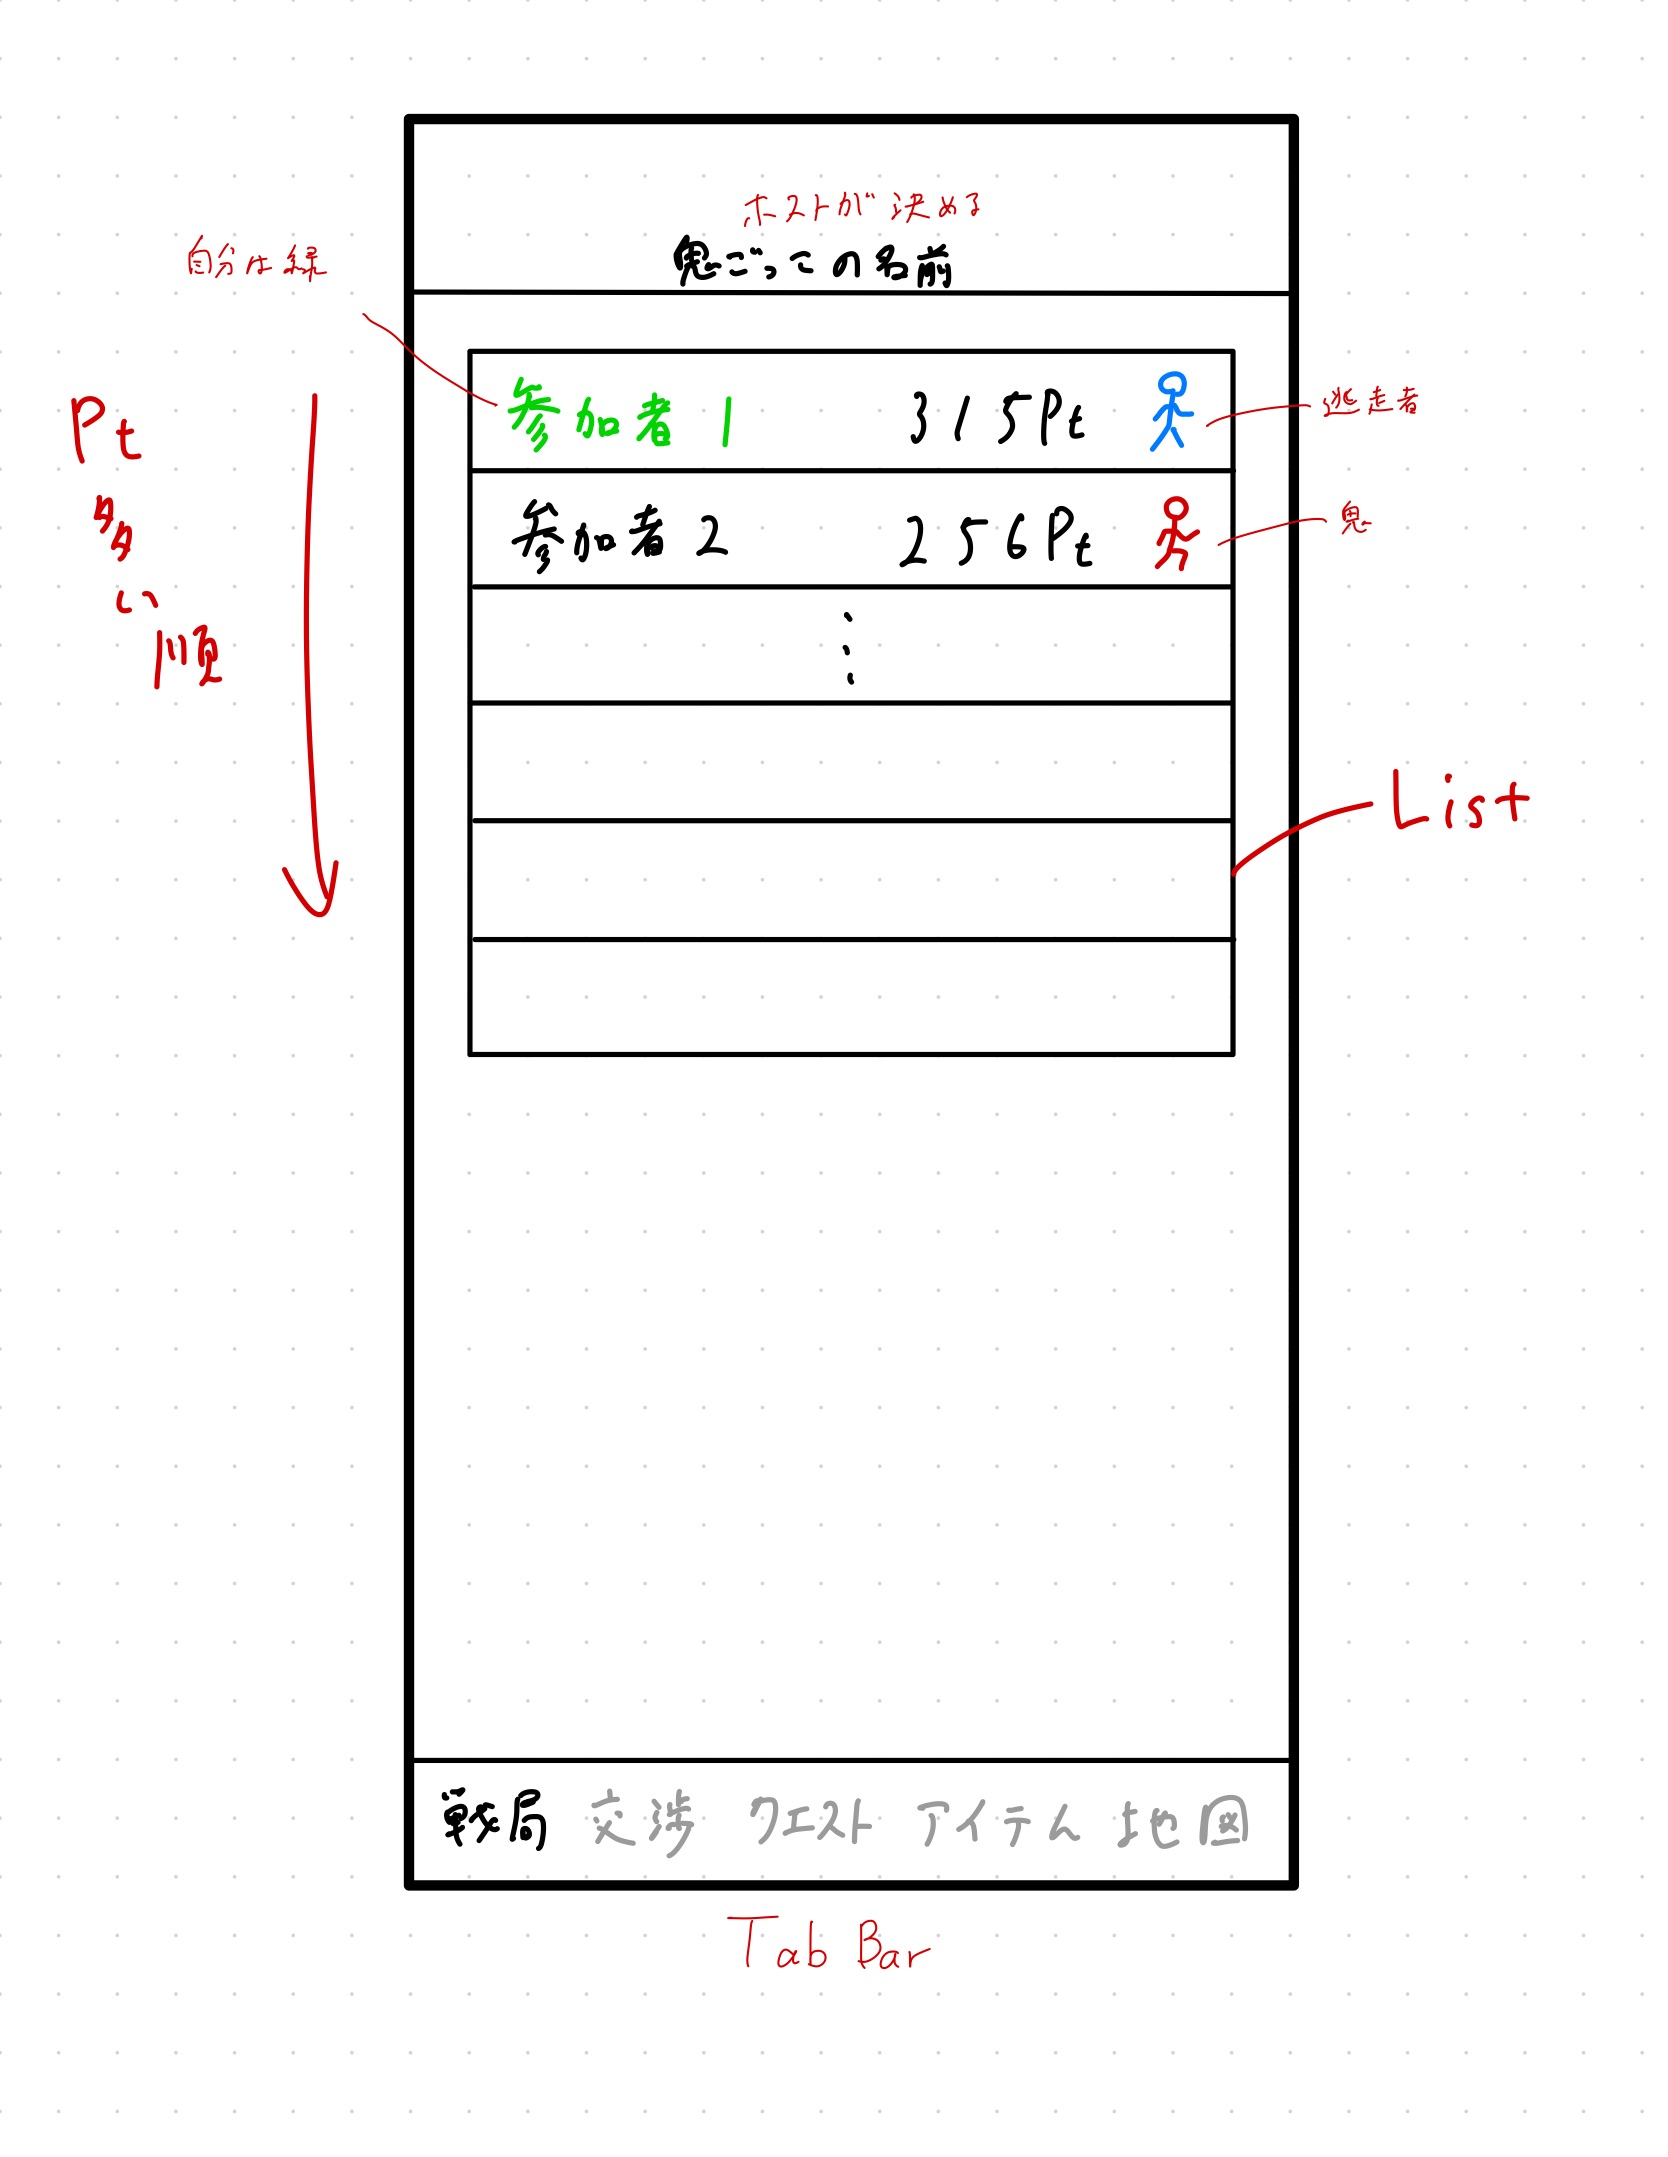 ホストが決める
鬼ごっこの名前
自分は緑
参加者1 315Pt
逃走者
参加者2 256Pt
鬼
Pt
多
い
順
List
戦局 交渉 クエスト アイテム 地図
Tab Bar